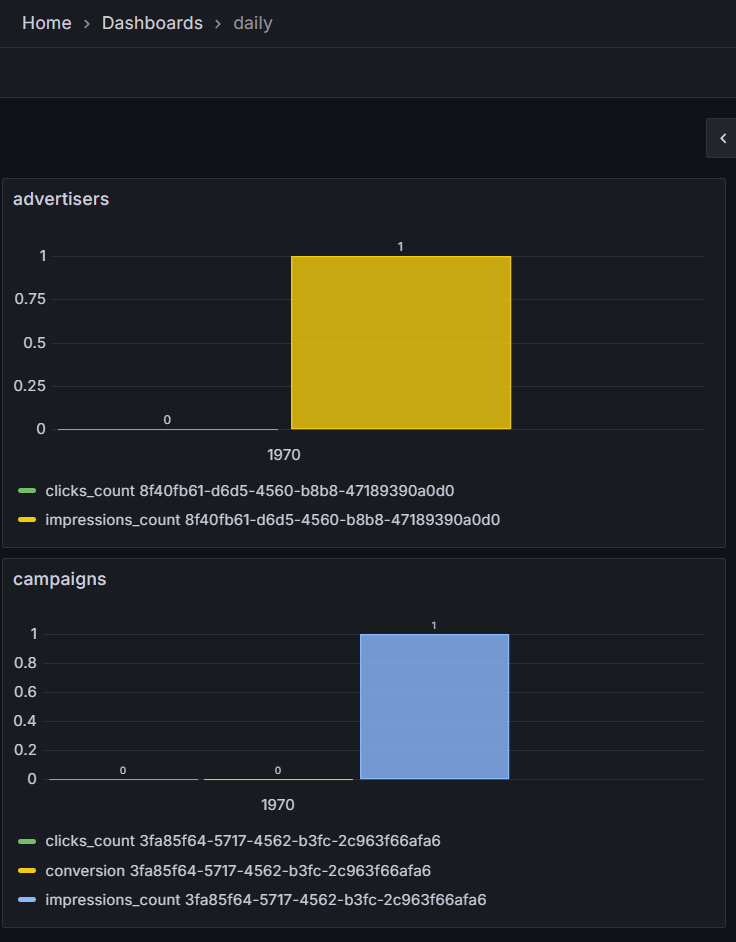 Home > Dashboards > daily
advertisers
1
1
0.75
0.5
0.25
0
0
1970
clicks_count 8f40fb61-d6d5-4560-b8b8-47189390a0d0
impressions_count 8f40fb61-d6d5-4560-b8b8-47189390a0d0
campaigns
1
1
0.8
0.6
0.4
0.2
0 0
0
1970
clicks_count 3fa85f64-5717-4562-b3fc-2c963f66afa6
conversion 3fa85f64-5717-4562-b3fc-2c963f66afa6
impressions_count 3fa85f64-5717-4562-b3fc-2c963f66afa6